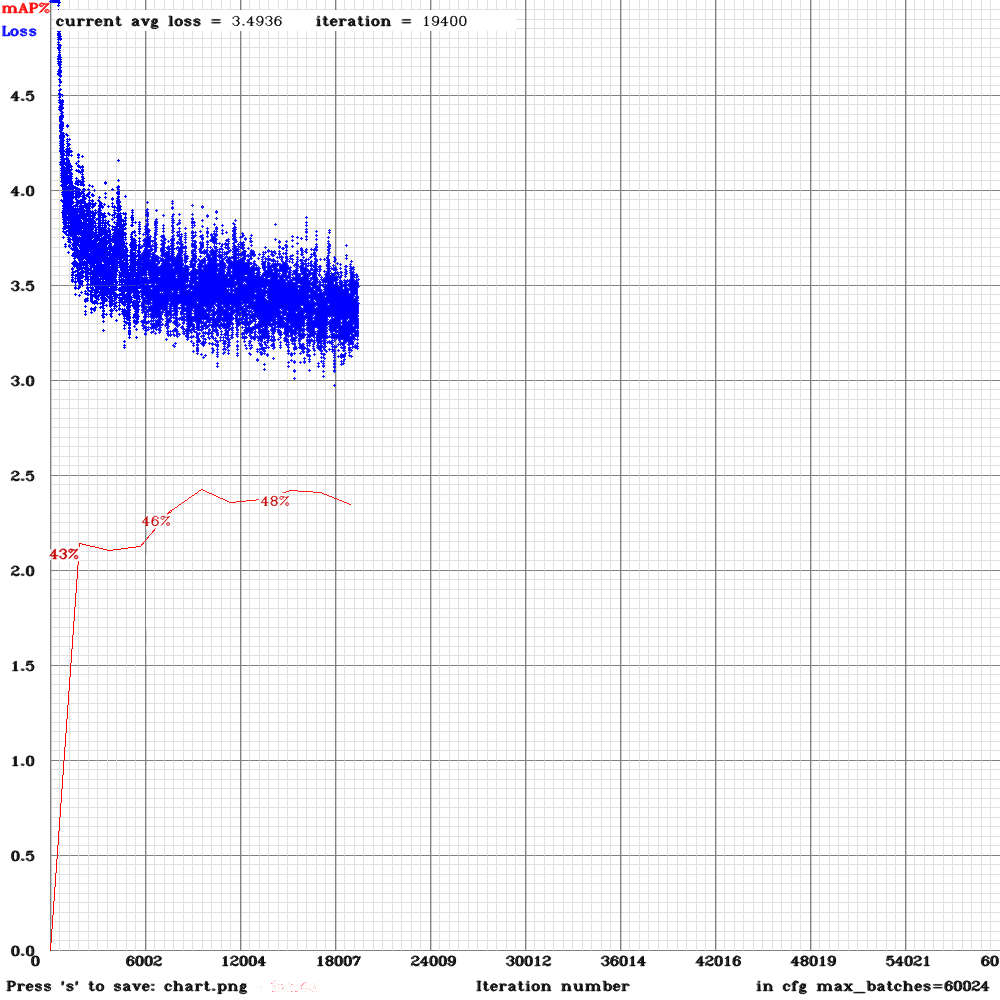 mAP%
current avg loss = 3.4936 iteration = 19400
Loss
4.5
4.0
3.5
3.0
2.5
48%
46%
43%
2.0
1.5
1.0
0.5
0.0
0 6002 12004 18007 24009 30012 36014 42016 48019 54021 60
Press 's' to save: chart.png Iteration number in cfg max_batches=60024